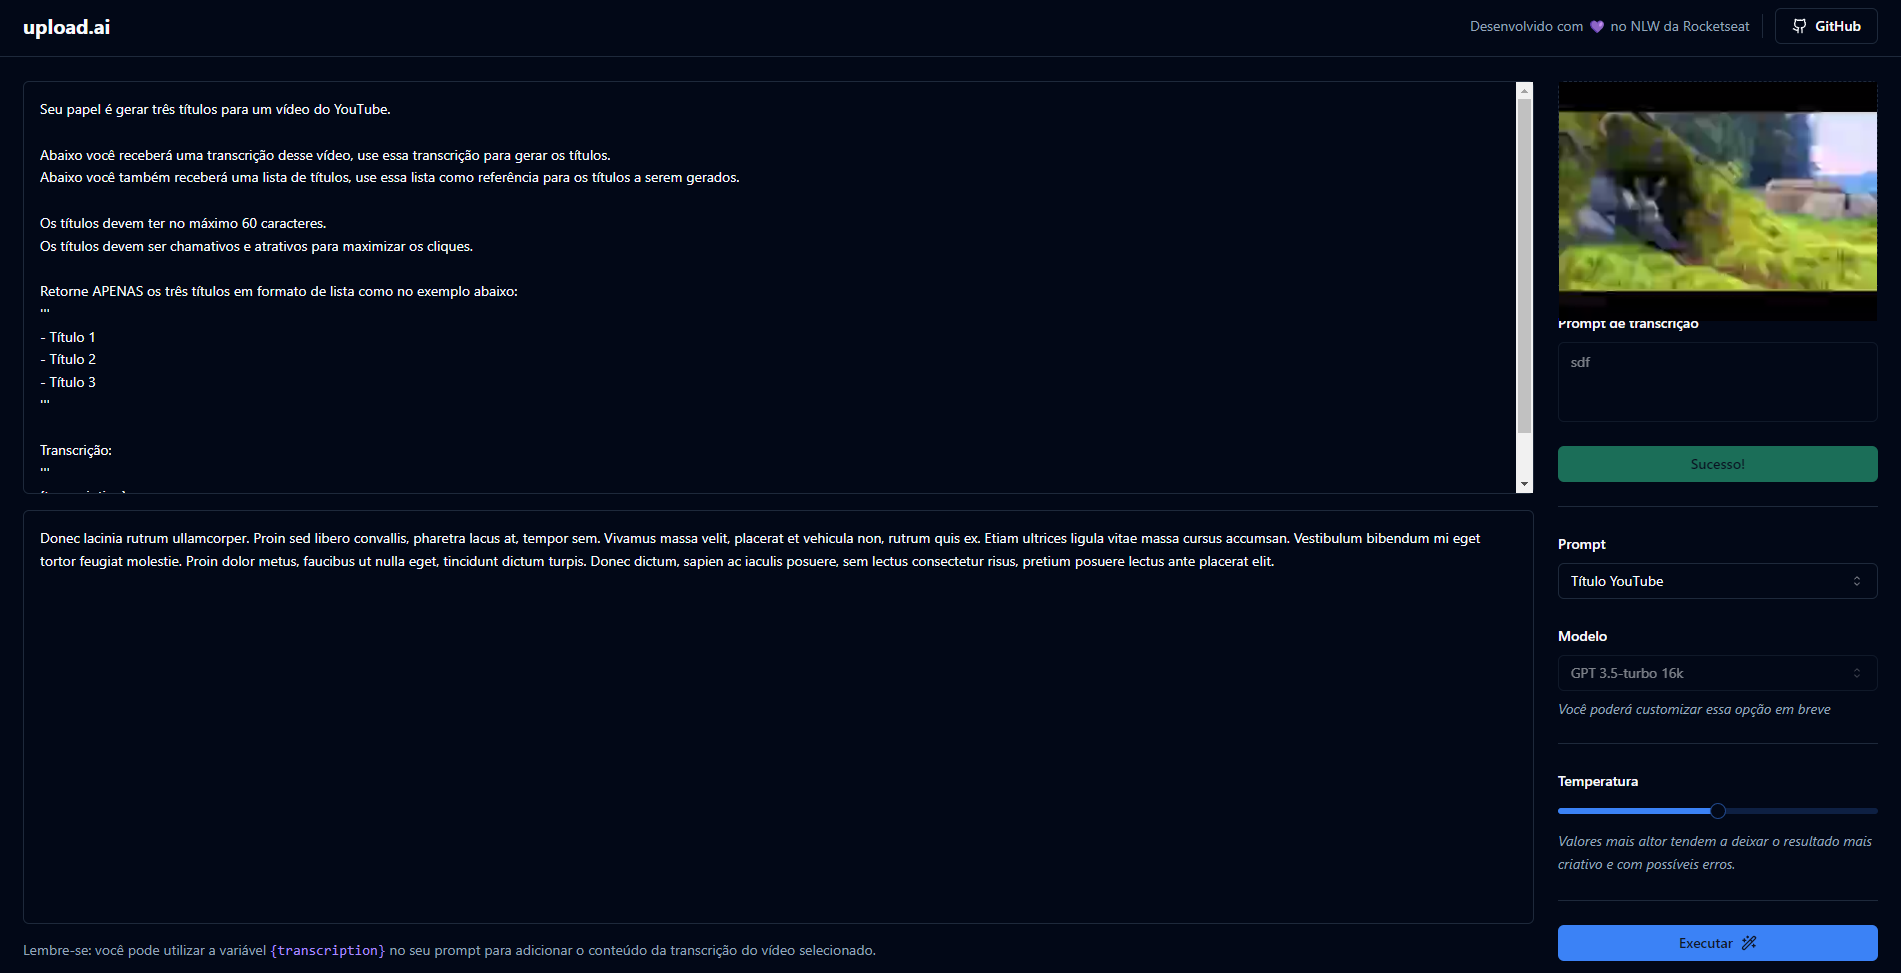 upload.ai
Desenvolvido com 💜 no NLW da Rocketseat
GitHub
Seu papel é gerar três títulos para um vídeo do YouTube.
Abaixo você receberá uma transcrição desse vídeo, use essa transcrição para gerar os títulos.
Abaixo você também receberá uma lista de títulos, use essa lista como referência para os títulos a serem gerados.
Os títulos devem ter no máximo 60 caracteres.
Os títulos devem ser chamativos e atrativos para maximizar os cliques.
Retorne APENAS os três títulos em formato de lista como no exemplo abaixo:
'''
- Título 1
- Título 2
- Título 3
'''
Transcrição:
'''
{transcription}
Donec lacinia rutrum ullamcorper. Proin sed libero convallis, pharetra lacus at, tempor sem. Vivamus massa velit, placerat et vehicula non, rutrum quis ex. Etiam ultrices ligula vitae massa cursus accumsan. Vestibulum bibendum mi eget
tortor feugiat molestie. Proin dolor metus, faucibus ut nulla eget, tincidunt dictum turpis. Donec dictum, sapien ac iaculis posuere, sem lectus consectetur risus, pretium posuere lectus ante placerat elit.
Lembre-se: você pode utilizar a variável {transcription} no seu prompt para adicionar o conteúdo da transcrição do vídeo selecionado.
Prompt de transcrição
sdf
Sucesso!
Prompt
Título YouTube
Modelo
GPT 3.5-turbo 16k
Você poderá customizar essa opção em breve
Temperatura
Valores mais altor tendem a deixar o resultado mais
criativo e com possíveis erros.
Executar